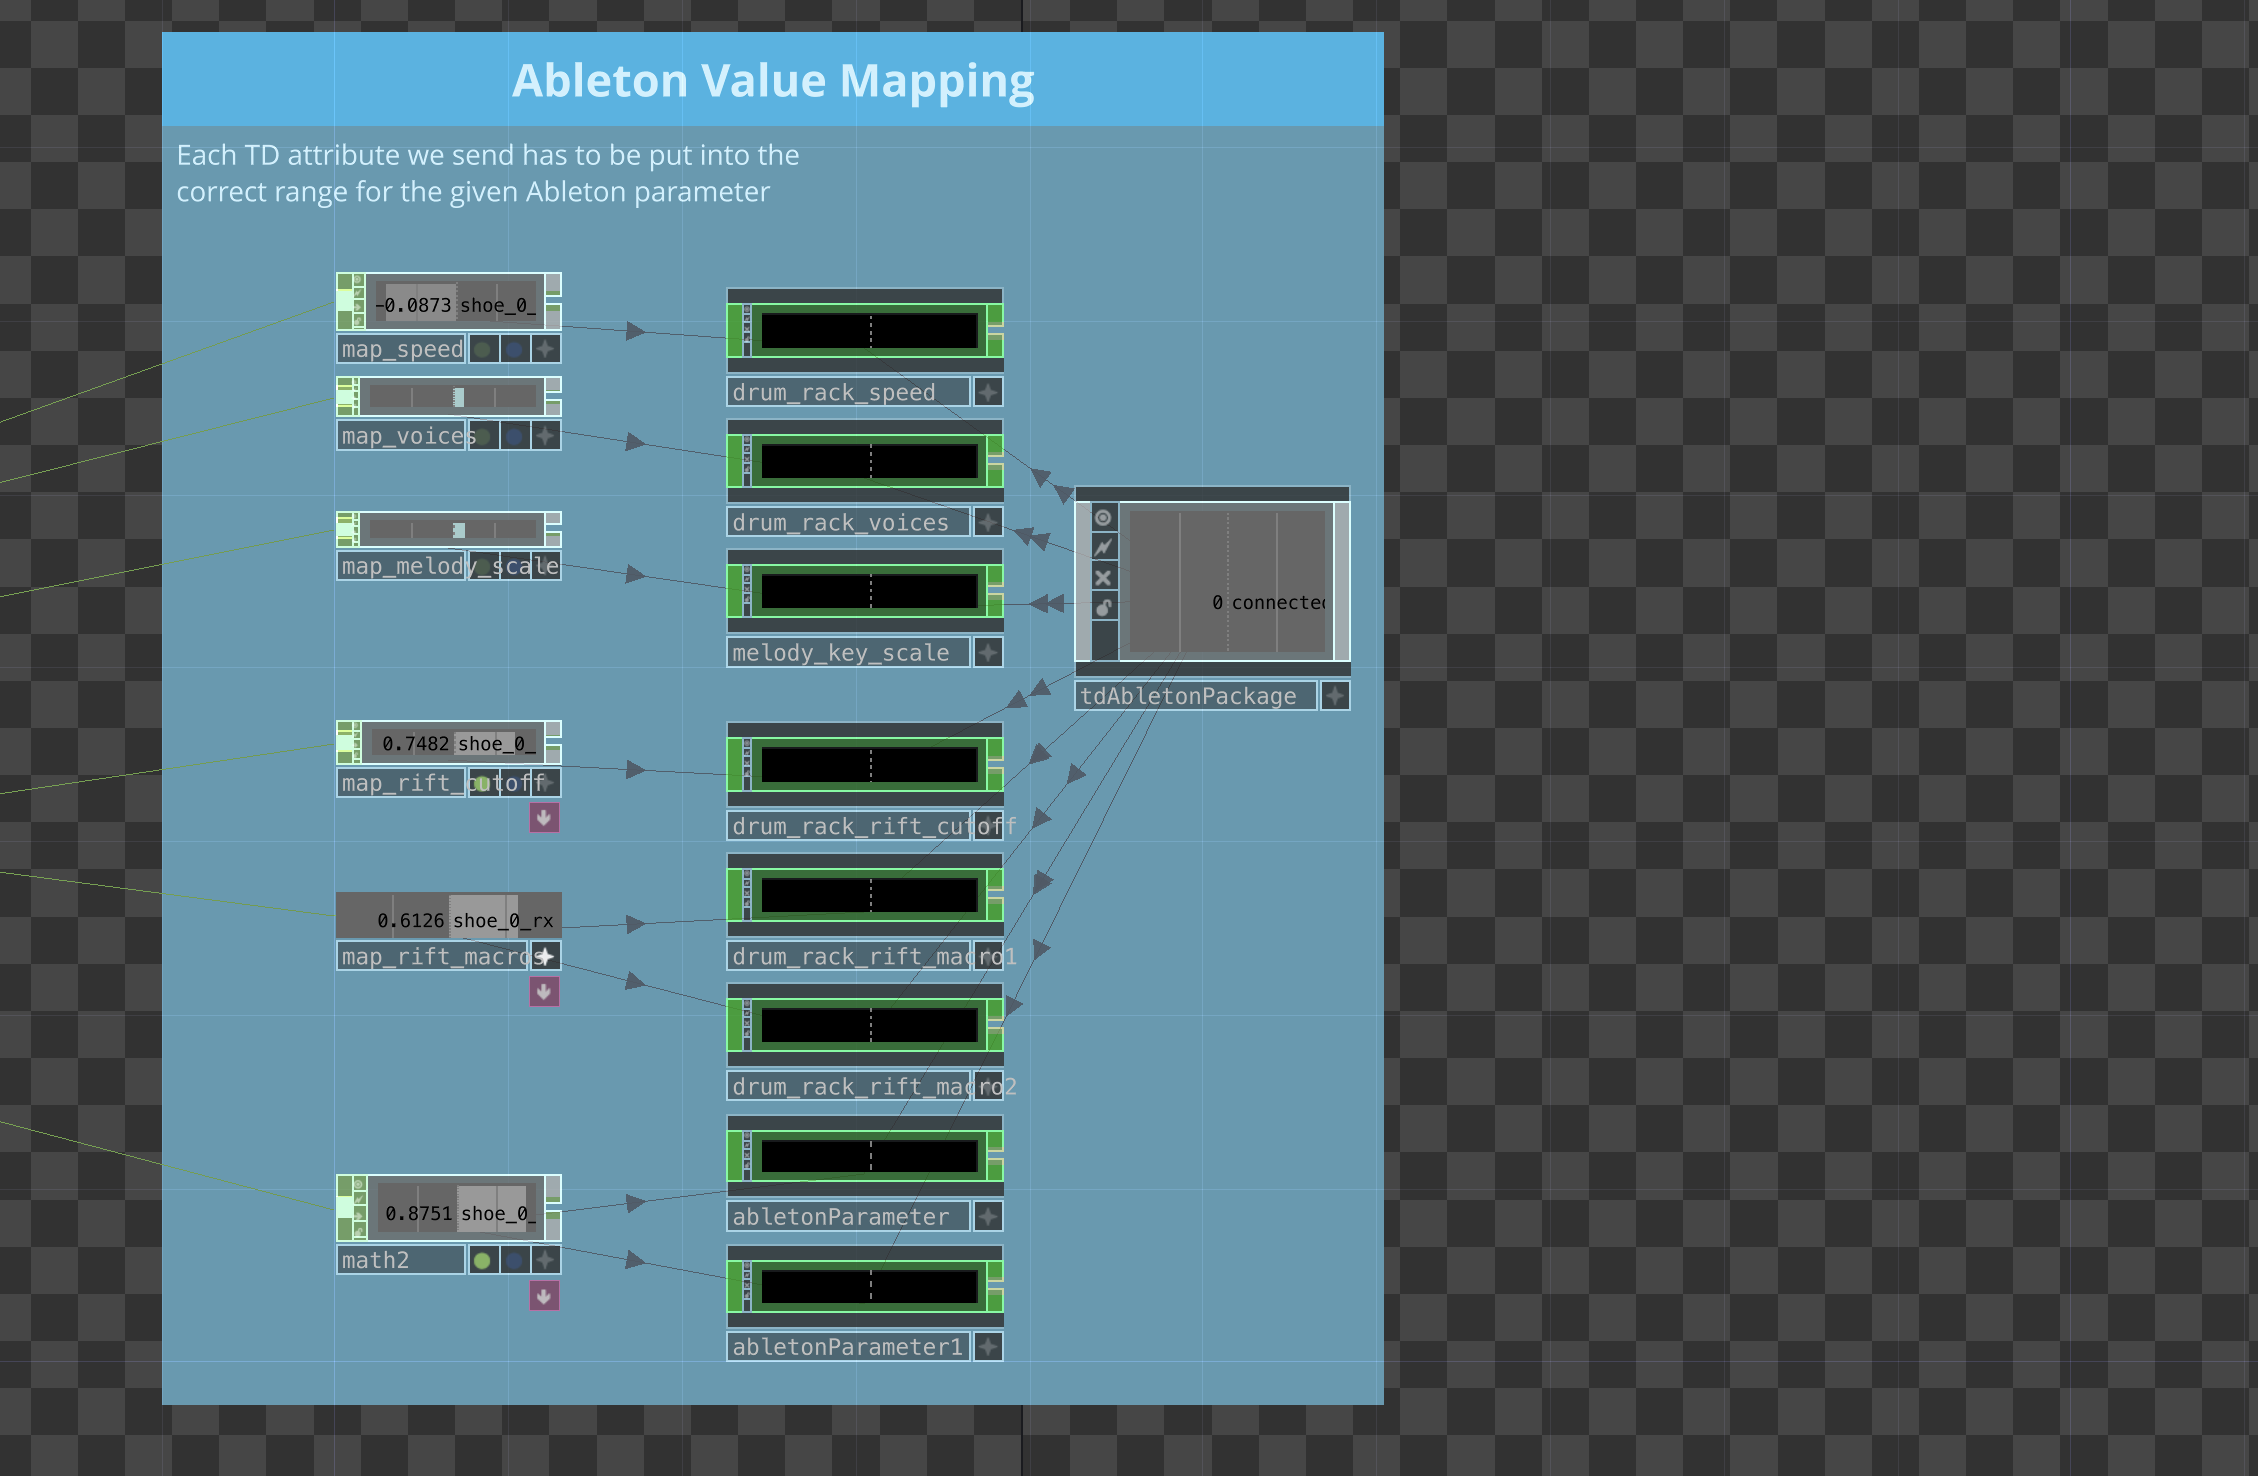 Ableton Value Mapping
Each TD attribute we send has to be put into the
correct range for the given Ableton parameter
-0.0873 shoe_0_
map_speed
drum_rack_speed
map_voices
drum_rack_voices
map_melody_scale
melody_key_scale
0 connected
tdAbletonPackage
0.7482 shoe_0_
map_rift_cutoff
drum_rack_rift_cutoff
0.6126 shoe_0_rx
map_rift_macros
drum_rack_rift_macro1
drum_rack_rift_macro2
abletonParameter
0.8751 shoe_0_
math2
abletonParameter1